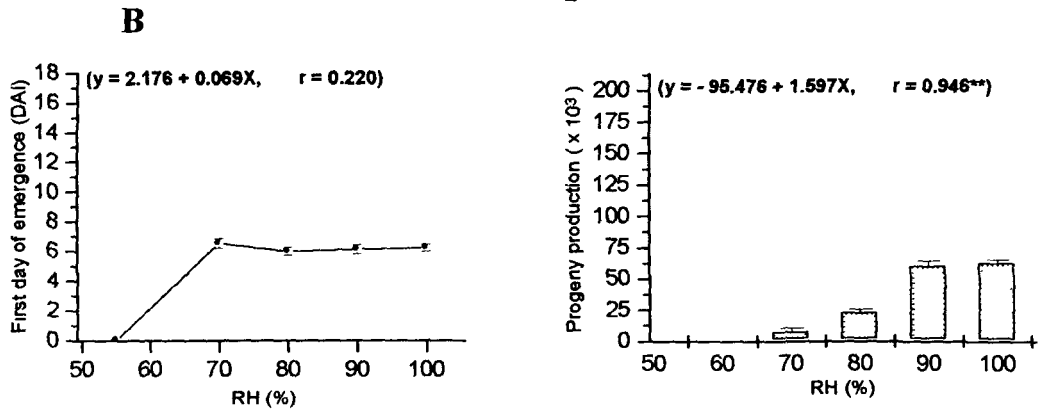 B
(y = 2.176 + 0.069X, r = 0.220)
First day of emergence (DAI)
18
16
14
12
10
8
6
4
2
0
50 60 70 80 90 100
RH (%)
(y = - 95.476 + 1.597X, r = 0.946**)
Progeny production ( x 10³)
200
175
150
125
100
75
50
25
0
50 60 70 80 90 100
RH (%)